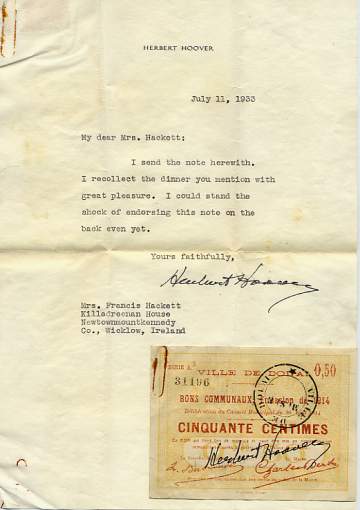 HERBERT HOOVER
July 11, 1933
My dear Mrs. Hackett:
I send the note herewith.
I recollect the dinner you mention with
great pleasure. I could stand the
shock of endorsing this note on the
back even yet.
Yours faithfully,
Herbert Hoover
Mrs. Francis Hackett
Killadreenan House
Newtownmountkennedy
Co., Wicklow, Ireland
SERIE A
VILLE DE DOUAI
0,50
31196
BONS COMMUNAUX 1914
CINQUANTE CENTIMES
Herbert Hoover